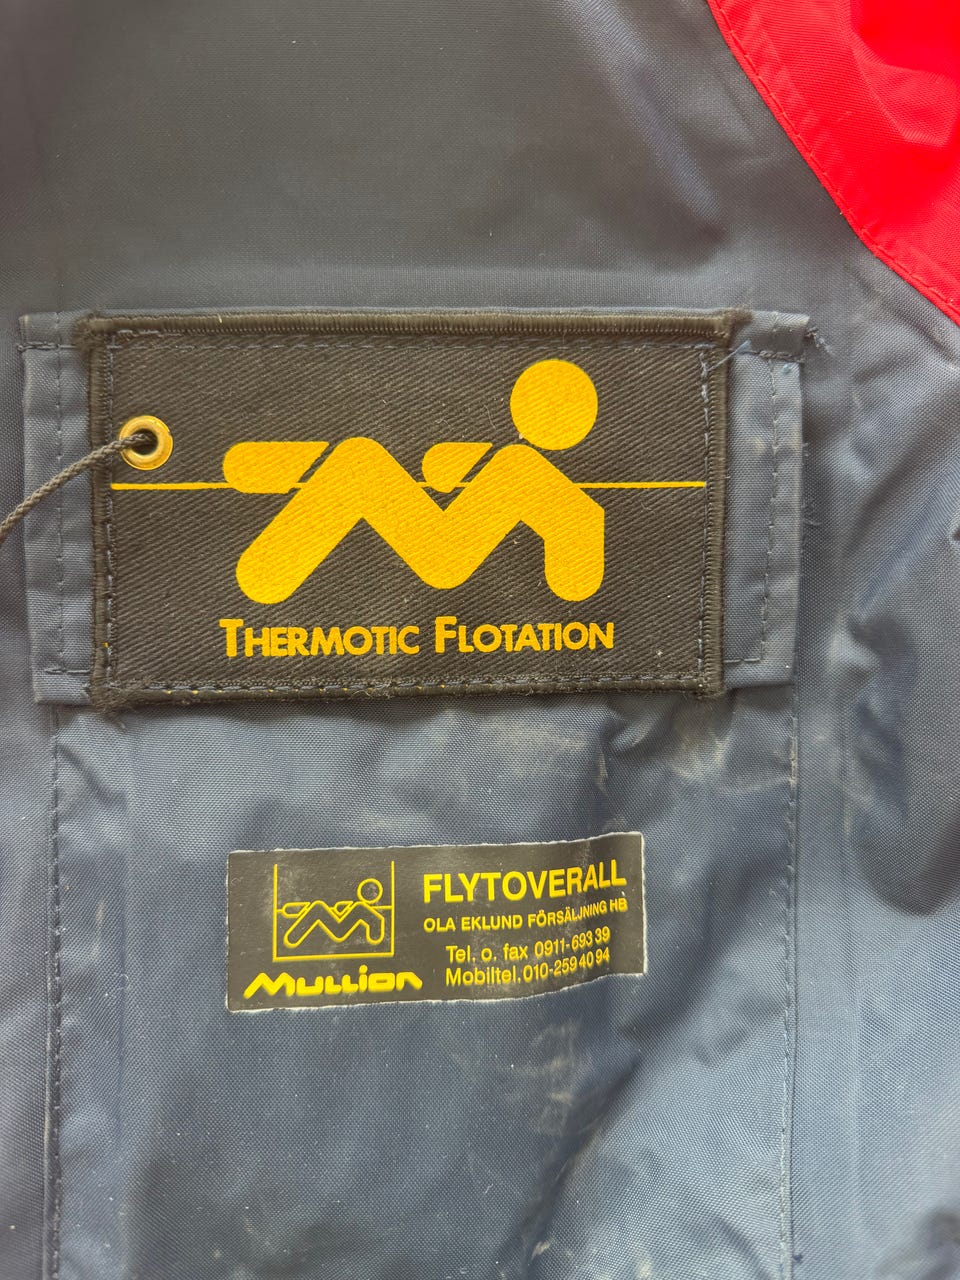 THERMOTIC FLOTATION
FLYTOVERALL
OLA EKLUND FÖRSÄLJNING HB
Tel. o. fax 0911-693 39
Mobiltel. 010-259 40 94
MULLION